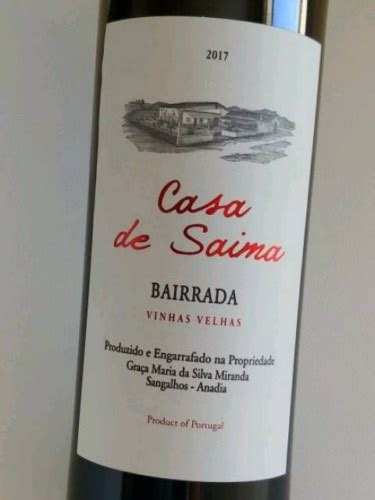 2017
Casa
de Saima
BAIRRADA
VINHAS VELHAS
Produzido e Engarrafado na Propriedade
Graça Maria da Silva Miranda
Sangalhos - Anadia
Product of Portugal